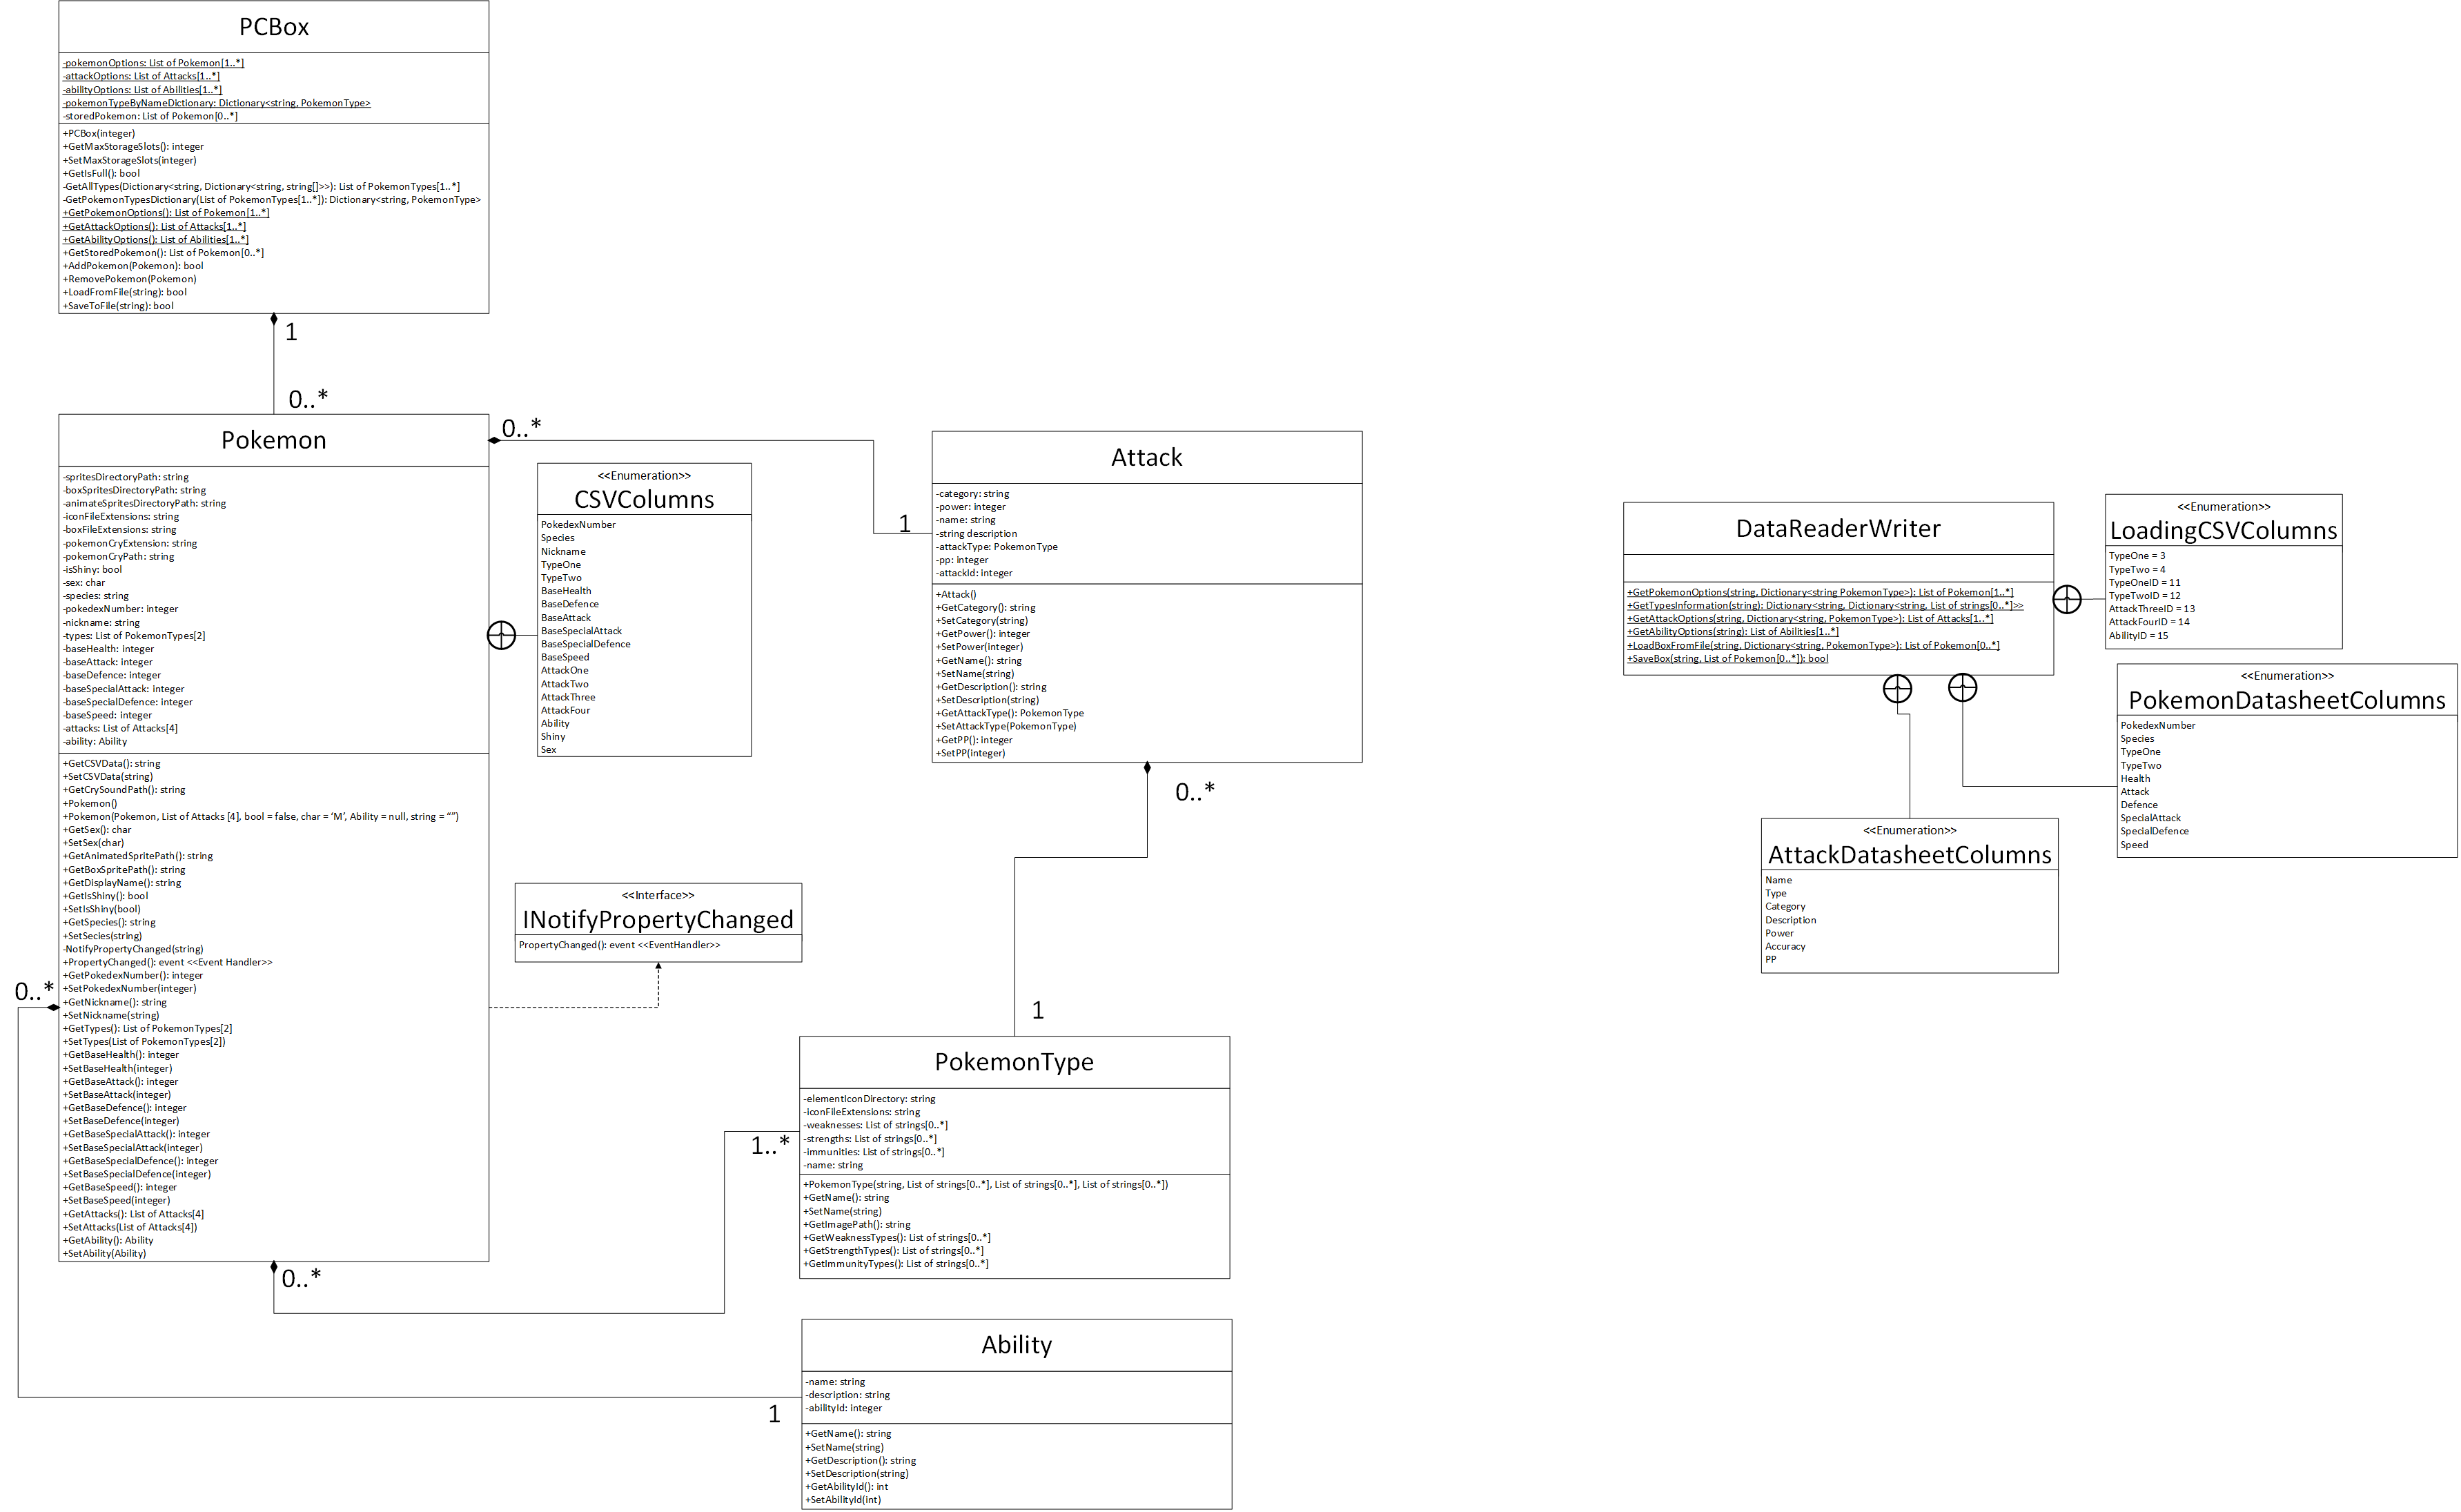 PCBox
-pokemonOptions: List of Pokemon[1..*]
-attackOptions: List of Attacks[1..*]
-abilityOptions: List of Abilities[1..*]
-pokemonTypeByNameDictionary: Dictionary<string, PokemonType>
-storedPokemon: List of Pokemon[0..*]
+PCBox(integer)
+GetMaxStorageSlots(): integer
+SetMaxStorageSlots(integer)
+GetIsFull(): bool
-GetAllTypes(Dictionary<string, Dictionary<string, string[]>>): List of PokemonTypes[1..*]
-GetPokemonTypesDictionary(List of PokemonTypes[1..*]): Dictionary<string, PokemonType>
+GetPokemonOptions(): List of Pokemon[1..*]
+GetAttackOptions(): List of Attacks[1..*]
+GetAbilityOptions(): List of Abilities[1..*]
+GetStoredPokemon(): List of Pokemon[0..*]
+AddPokemon(Pokemon): bool
+RemovePokemon(Pokemon)
+LoadFromFile(string): bool
+SaveToFile(string): bool
1
0..*
Pokemon
-spritesDirectoryPath: string
-boxSpritesDirectoryPath: string
-animateSpritesDirectoryPath: string
-iconFileExtensions: string
-boxFileExtensions: string
-pokemonCryExtension: string
-pokemonCryPath: string
-isShiny: bool
-sex: char
-species: string
-pokedexNumber: integer
-nickname: string
-types: List of PokemonTypes[2]
-baseHealth: integer
-baseAttack: integer
-baseDefence: integer
-baseSpecialAttack: integer
-baseSpecialDefence: integer
-baseSpeed: integer
-attacks: List of Attacks[4]
-ability: Ability
+GetCSVData(): string
+SetCSVData(string)
+GetCrySoundPath(): string
+Pokemon()
+Pokemon(Pokemon, List of Attacks [4], bool = false, char = ‘M’, Ability = null, string = “”)
+GetSex(): char
+SetSex(char)
+GetAnimatedSpritePath(): string
+GetBoxSpritePath(): string
+GetDisplayName(): string
+GetIsShiny(): bool
+SetIsShiny(bool)
+GetSpecies(): string
+SetSecies(string)
-NotifyPropertyChanged(string)
+PropertyChanged(): event <<Event Handler>>
+GetPokedexNumber(): integer
+SetPokedexNumber(integer)
+GetNickname(): string
+SetNickname(string)
+GetTypes(): List of PokemonTypes[2]
+SetTypes(List of PokemonTypes[2])
+GetBaseHealth(): integer
+SetBaseHealth(integer)
+GetBaseAttack(): integer
+SetBaseAttack(integer)
+GetBaseDefence(): integer
+SetBaseDefence(integer)
+GetBaseSpecialAttack(): integer
+SetBaseSpecialAttack(integer)
+GetBaseSpecialDefence(): integer
+SetBaseSpecialDefence(integer)
+GetBaseSpeed(): integer
+SetBaseSpeed(integer)
+GetAttacks(): List of Attacks[4]
+SetAttacks(List of Attacks[4])
+GetAbility(): Ability
+SetAbility(Ability)
0..*
0..*
0..*
<<Enumeration>>
CSVColumns
PokedexNumber
Species
Nickname
TypeOne
TypeTwo
BaseHealth
BaseDefence
BaseAttack
BaseSpecialAttack
BaseSpecialDefence
BaseSpeed
AttackOne
AttackTwo
AttackThree
AttackFour
Ability
Shiny
Sex
<<Interface>>
INotifyPropertyChanged
PropertyChanged(): event <<EventHandler>>
1
Attack
-category: string
-power: integer
-name: string
-string description
-attackType: PokemonType
-pp: integer
-attackId: integer
+Attack()
+GetCategory(): string
+SetCategory(string)
+GetPower(): integer
+SetPower(integer)
+GetName(): string
+SetName(string)
+GetDescription(): string
+SetDescription(string)
+GetAttackType(): PokemonType
+SetAttackType(PokemonType)
+GetPP(): integer
+SetPP(integer)
0..*
1
1..*
PokemonType
-elementIconDirectory: string
-iconFileExtensions: string
-weaknesses: List of strings[0..*]
-strengths: List of strings[0..*]
-immunities: List of strings[0..*]
-name: string
+PokemonType(string, List of strings[0..*], List of strings[0..*], List of strings[0..*])
+GetName(): string
+SetName(string)
+GetImagePath(): string
+GetWeaknessTypes(): List of strings[0..*]
+GetStrengthTypes(): List of strings[0..*]
+GetImmunityTypes(): List of strings[0..*]
1
Ability
-name: string
-description: string
-abilityId: integer
+GetName(): string
+SetName(string)
+GetDescription(): string
+SetDescription(string)
+GetAbilityId(): int
+SetAbilityId(int)
DataReaderWriter
+GetPokemonOptions(string, Dictionary<string PokemonType>): List of Pokemon[1..*]
+GetTypesInformation(string): Dictionary<string, Dictionary<string, List of strings[0..*]>>
+GetAttackOptions(string, Dictionary<string, PokemonType>): List of Attacks[1..*]
+GetAbilityOptions(string): List of Abilities[1..*]
+LoadBoxFromFile(string, Dictionary<string, PokemonType>): List of Pokemon[0..*]
+SaveBox(string, List of Pokemon[0..*]): bool
<<Enumeration>>
LoadingCSVColumns
TypeOne = 3
TypeTwo = 4
TypeOneID = 11
TypeTwoID = 12
AttackThreeID = 13
AttackFourID = 14
AbilityID = 15
<<Enumeration>>
PokemonDatasheetColumns
PokedexNumber
Species
TypeOne
TypeTwo
Health
Attack
Defence
SpecialAttack
SpecialDefence
Speed
<<Enumeration>>
AttackDatasheetColumns
Name
Type
Category
Description
Power
Accuracy
PP